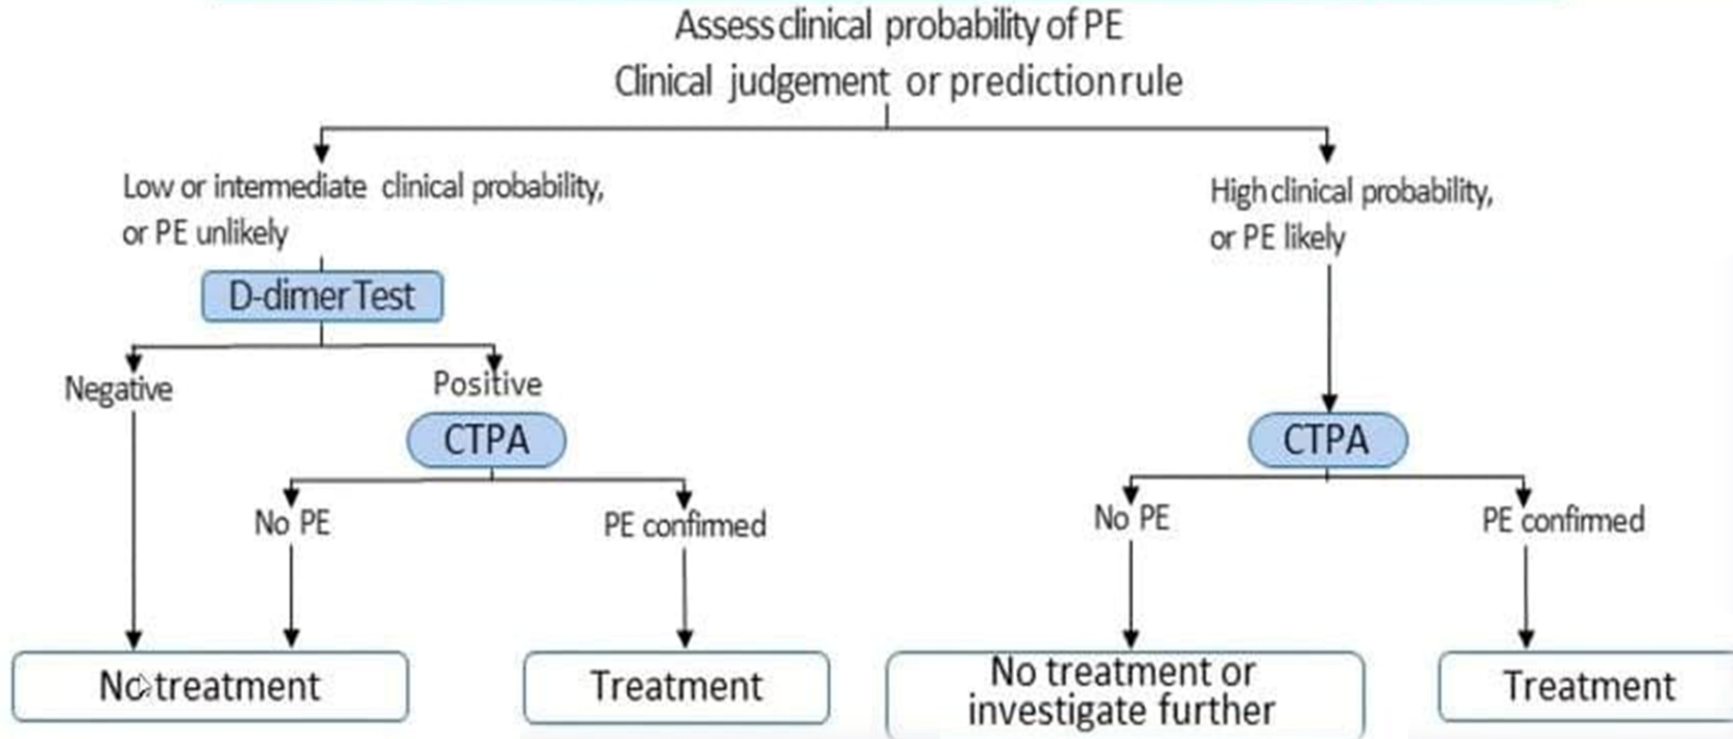 Assess clinical probability of PE
Clinical judgement or prediction rule
Low or intermediate clinical probability,
or PE unlikely
High clinical probability,
or PE likely
D-dimer Test
Negative
Positive
CTPA
CTPA
No PE
PE confirmed
No PE
PE confirmed
No treatment
Treatment
No treatment or
investigate further
Treatment